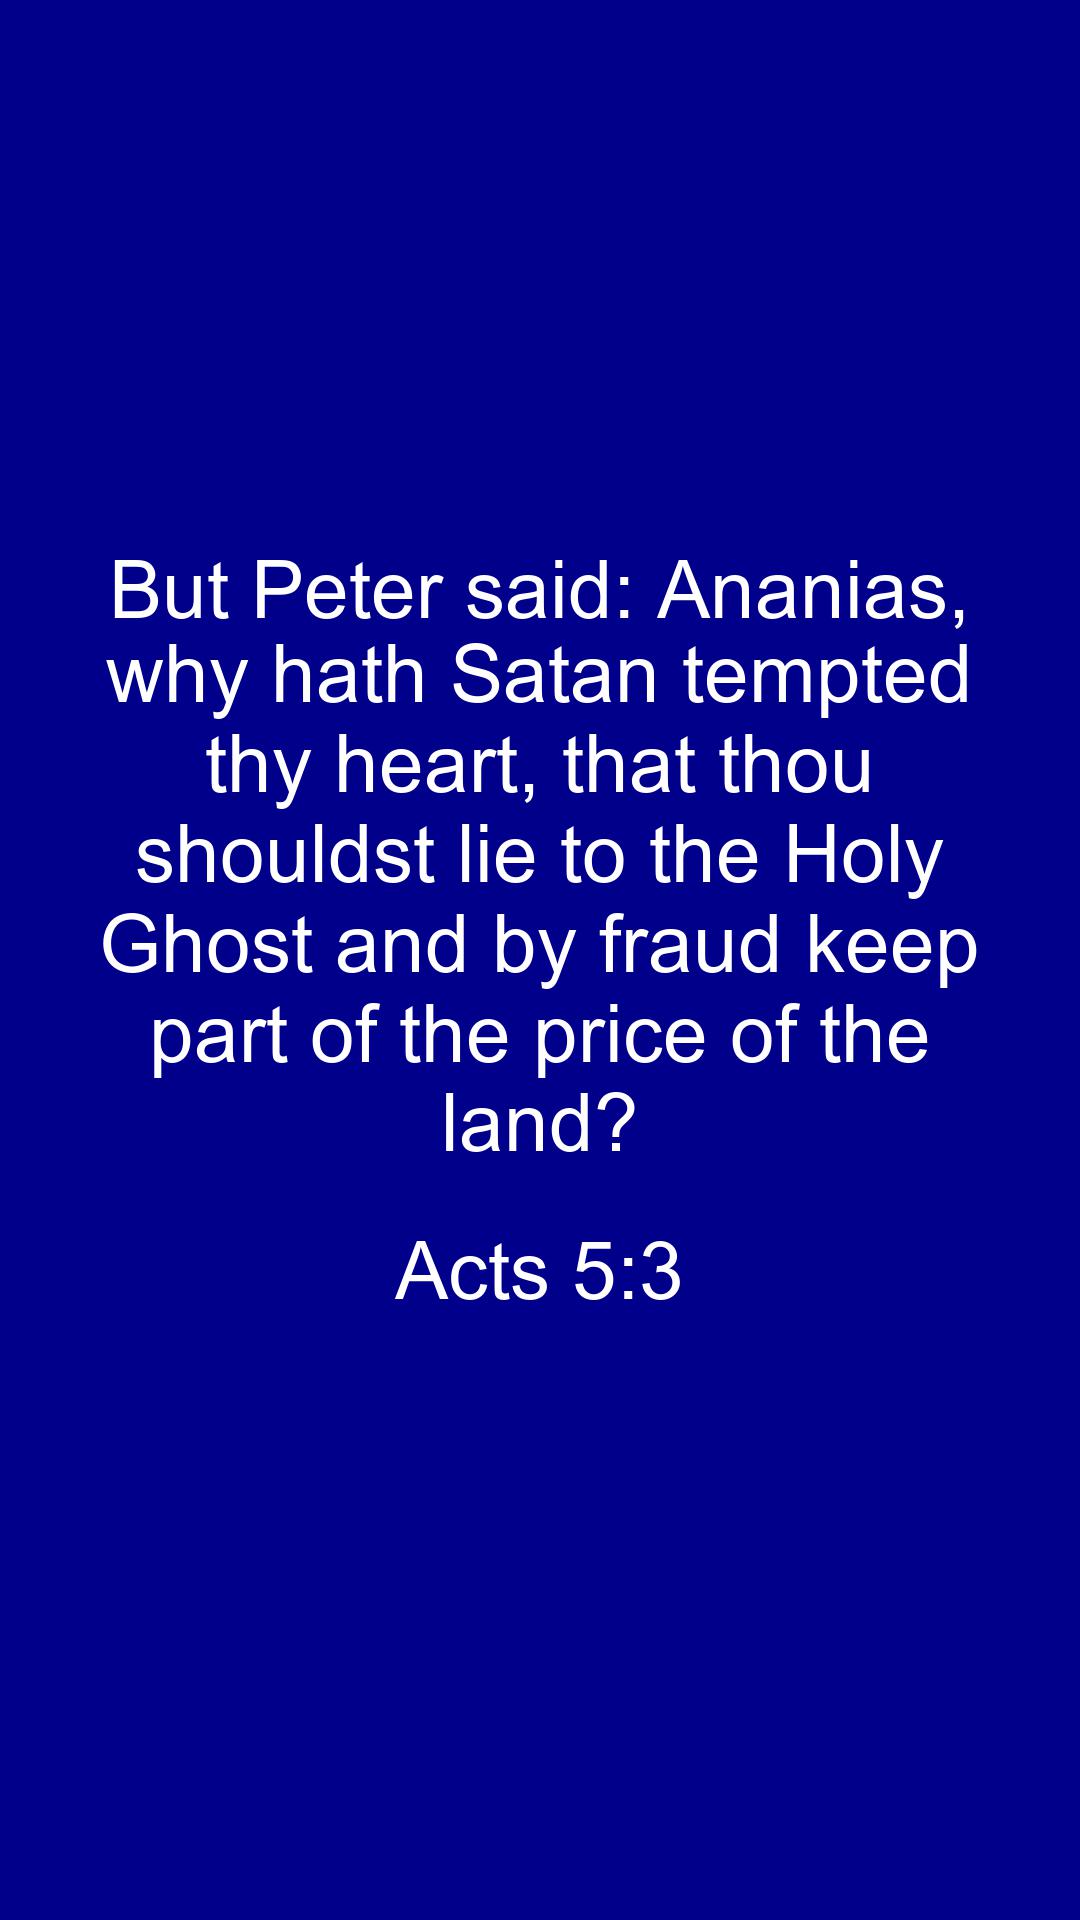 But Peter said: Ananias,
why hath Satan tempted
thy heart, that thou
shouldst lie to the Holy
Ghost and by fraud keep
part of the price of the
land?
Acts 5:3